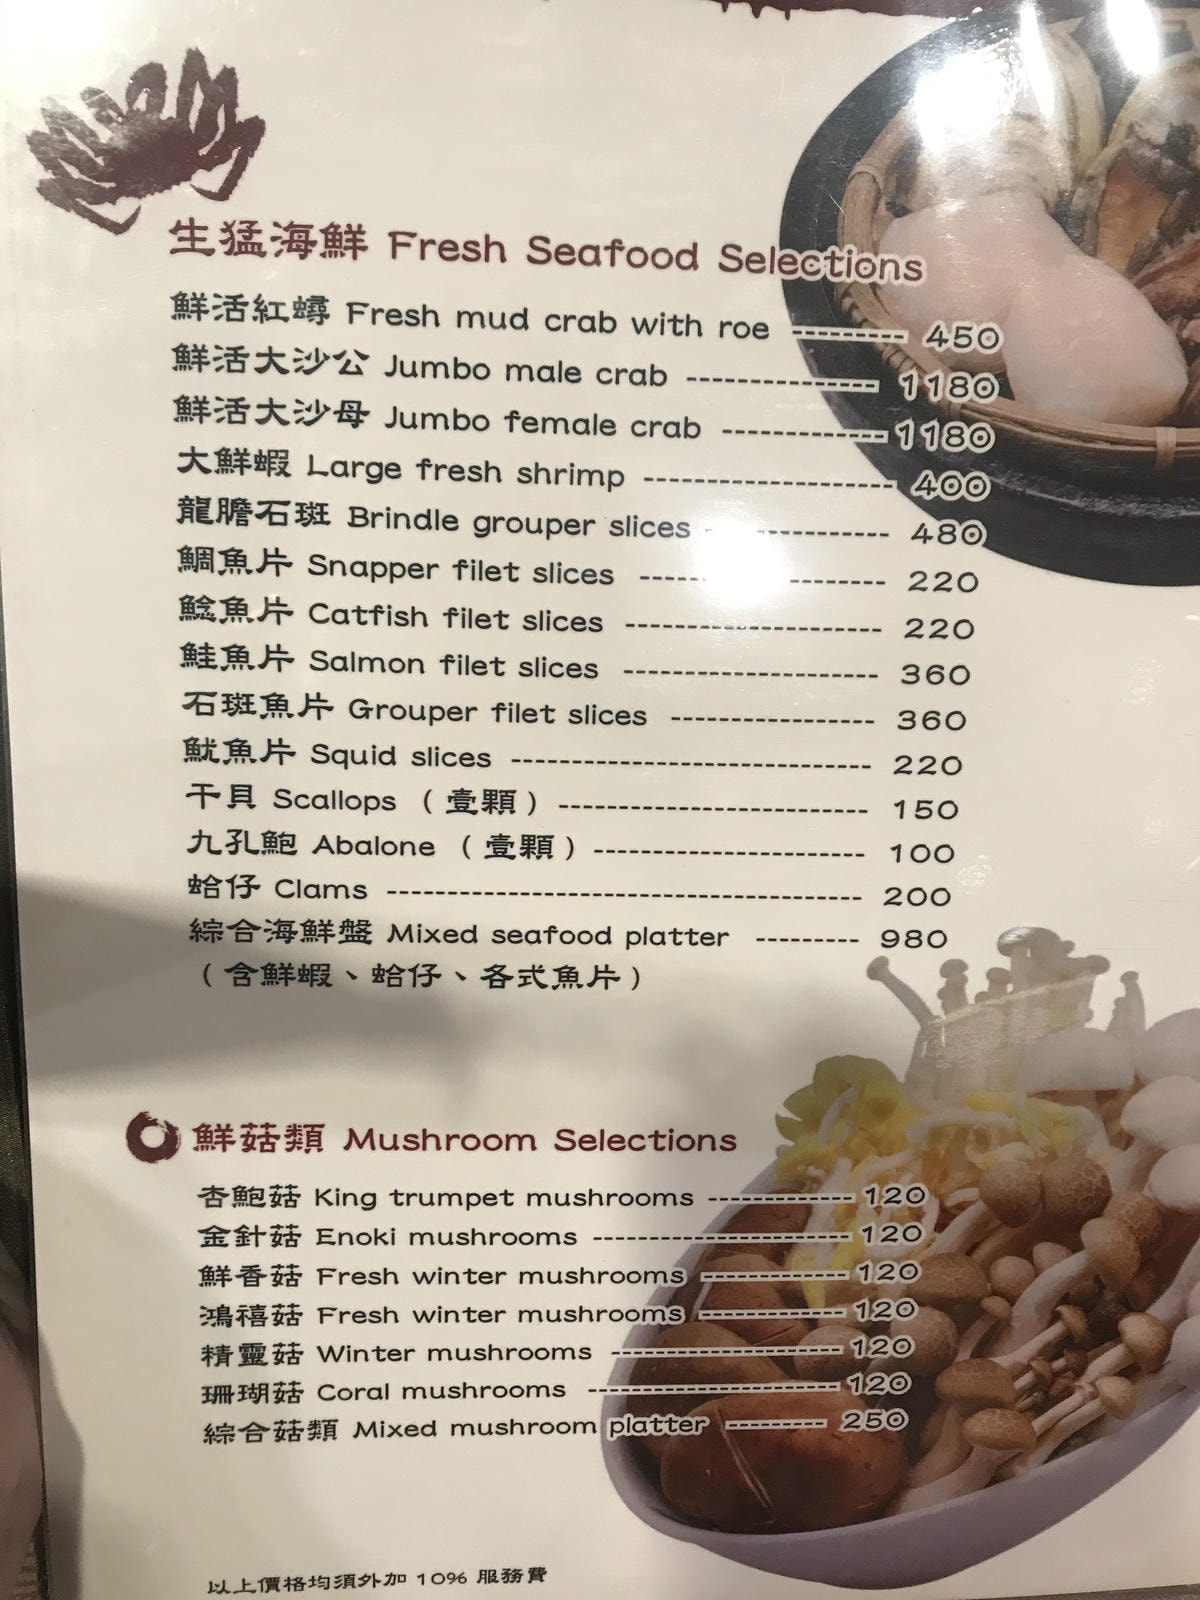 生猛海鮮 Fresh Seafood Selections
鮮活紅蟳 Fresh mud crab with roe --------- 450
鮮活大沙公 Jumbo male crab --------------- 1180
鮮活大沙母 Jumbo female crab ------------- 1180
大鮮蝦 Large fresh shrimp -------------------- 400
龍膽石斑 Brindle grouper slices -------------- 480
鯛魚片 Snapper filet slices ------------------- 220
鯰魚片 Catfish filet slices --------------------- 220
鮭魚片 Salmon filet slices --------------------- 360
石斑魚片 Grouper filet slices ----------------- 360
魷魚片 Squid slices ----------------------------- 220
干貝 Scallops （壹顆） ------------------------- 150
九孔鮑 Abalone （壹顆） ---------------------- 100
蛤仔 Clams --------------------------------------- 200
綜合海鮮盤 Mixed seafood platter --------- 980
（含鮮蝦、蛤仔、各式魚片）
鮮菇類 Mushroom Selections
杏鮑菇 King trumpet mushrooms ------------- 120
金針菇 Enoki mushrooms ----------------------- 120
鮮香菇 Fresh winter mushrooms ------------- 120
鴻禧菇 Fresh winter mushrooms ------------- 120
精靈菇 Winter mushrooms --------------------- 120
珊瑚菇 Coral mushrooms ----------------------- 120
綜合菇類 Mixed mushroom platter --------- 250
以上價格均須外加 10% 服務費